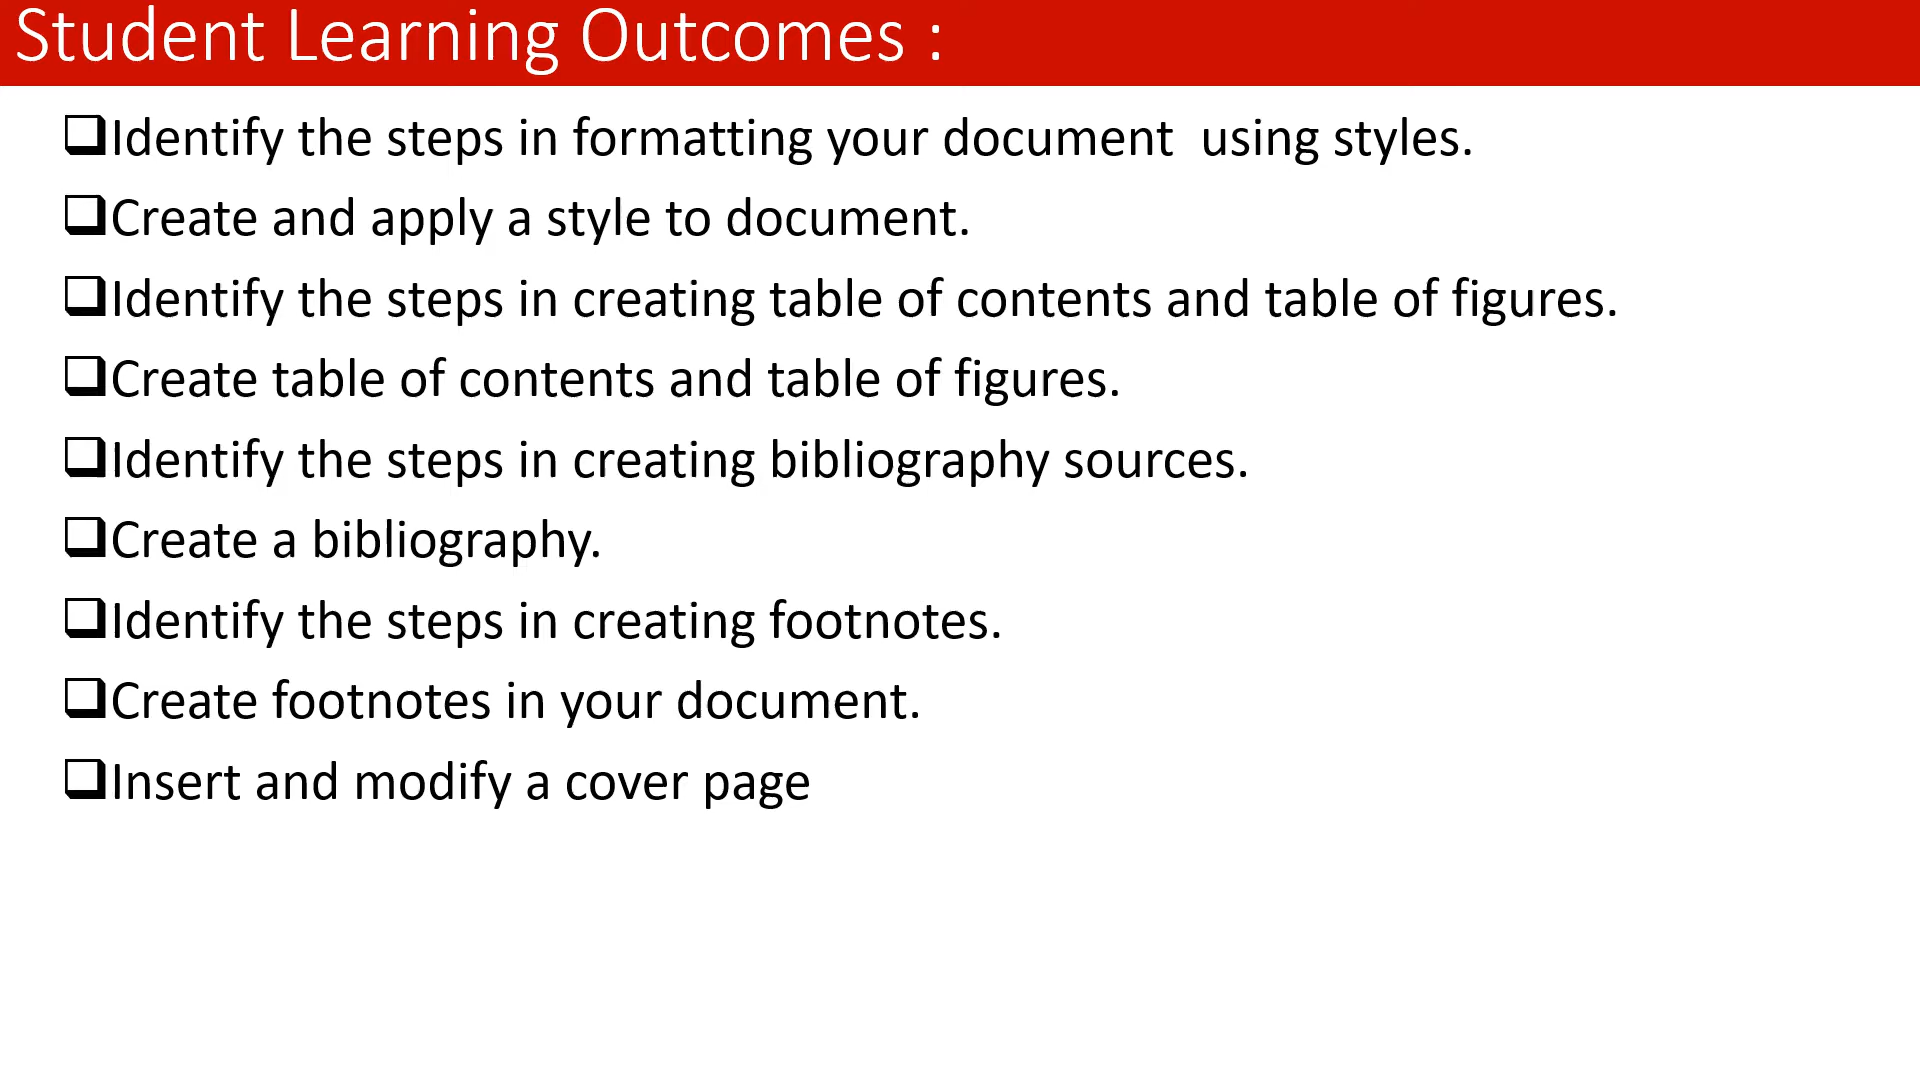 Student Learning Outcomes :
❑Identify the steps in formatting your document  using styles.
❑Create and apply a style to document.
❑Identify the steps in creating table of contents and table of figures.
❑Create table of contents and table of figures.
❑Identify the steps in creating bibliography sources.
❑Create a bibliography.
❑Identify the steps in creating footnotes.
❑Create footnotes in your document.
❑Insert and modify a cover page